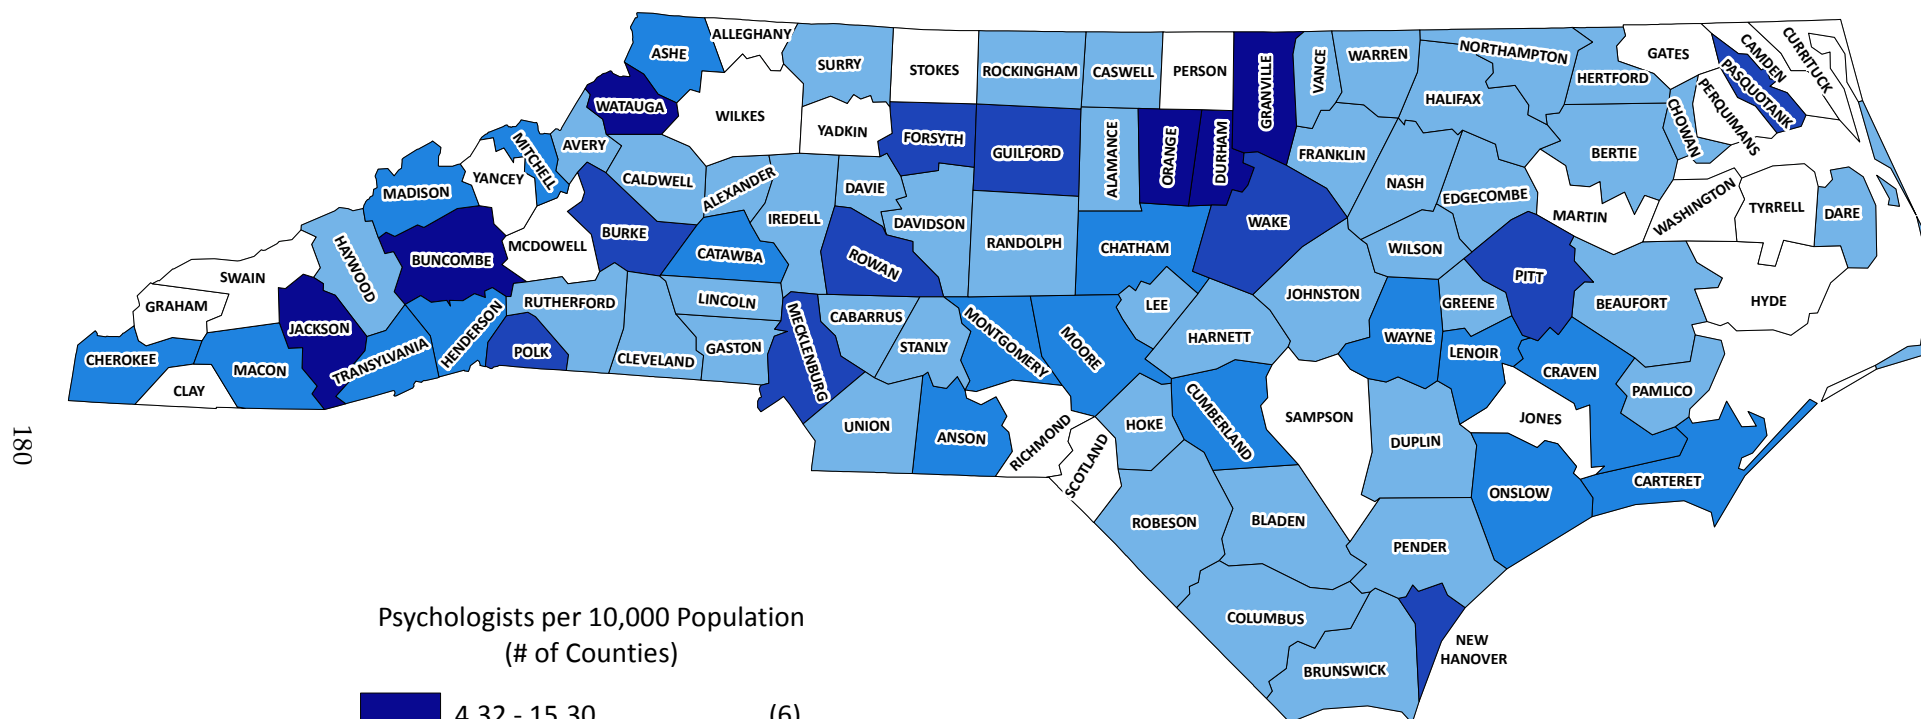 ALLEGHANY
ASHE
SURRY
STOKES
ROCKINGHAM
CASWELL
PERSON
GRANVILLE
VANCE
WARREN
NORTHAMPTON
HERTFORD
GATES
CAMDEN
CURRITUCK
PASQUOTANK
PERQUIMANS
CHOWAN
WATAUGA
WILKES
YADKIN
FORSYTH
GUILFORD
ALAMANCE
ORANGE
DURHAM
FRANKLIN
HALIFAX
BERTIE
MITCHELL
AVERY
CALDWELL
ALEXANDER
IREDELL
DAVIE
DAVIDSON
RANDOLPH
CHATHAM
WAKE
NASH
EDGECOMBE
MARTIN
WASHINGTON
TYRRELL
DARE
MADISON
YANCEY
MCDOWELL
BURKE
CATAWBA
ROWAN
WILSON
PITT
BEAUFORT
HYDE
SWAIN
HAYWOOD
BUNCOMBE
GRAHAM
RUTHERFORD
LINCOLN
CABARRUS
STANLY
MONTGOMERY
MOORE
LEE
HARNETT
JOHNSTON
GREENE
WAYNE
LENOIR
CRAVEN
PAMLICO
CHEROKEE
CLAY
MACON
JACKSON
TRANSYLVANIA
HENDERSON
POLK
CLEVELAND
GASTON
MECKLENBURG
UNION
ANSON
RICHMOND
SCOTLAND
HOKE
CUMBERLAND
SAMPSON
DUPLIN
JONES
ONSLOW
CARTERET
ROBESON
BLADEN
PENDER
COLUMBUS
BRUNSWICK
NEW
HANOVER
180
Psychologists per 10,000 Population
(# of Counties)
4.32 - 15.30 (6)